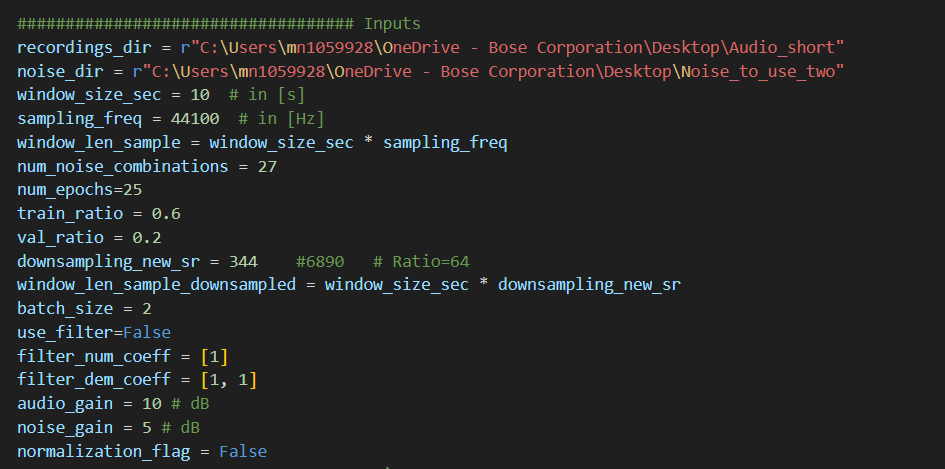 ################################### Inputs
recordings_dir = r"C:\Users\mn1059928\OneDrive - Bose Corporation\Desktop\Audio_short"
noise_dir = r"C:\Users\mn1059928\OneDrive - Bose Corporation\Desktop\Noise_to_use_two"
window_size_sec = 10  # in [s]
sampling_freq = 44100  # in [Hz]
window_len_sample = window_size_sec * sampling_freq
num_noise_combinations = 27
num_epochs=25
train_ratio = 0.6
val_ratio = 0.2
downsampling_new_sr = 344    #6890   # Ratio=64
window_len_sample_downsampled = window_size_sec * downsampling_new_sr
batch_size = 2
use_filter=False
filter_num_coeff = [1]
filter_dem_coeff = [1, 1]
audio_gain = 10 # dB
noise_gain = 5 # dB
normalization_flag = False